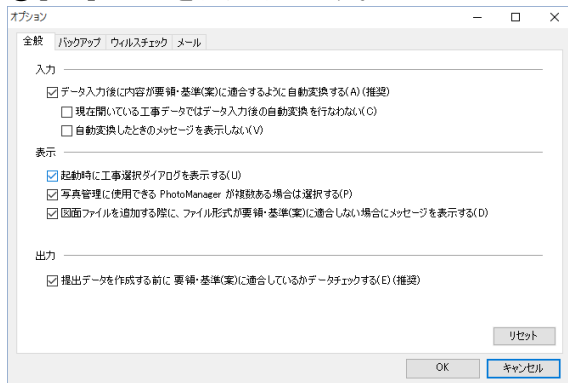 オプション
全般 バックアップ ウィルスチェック メール
入力
データ入力後に内容が要領・基準(案)に適合するように自動変換する(A)(推奨)
現在開いている工事データではデータ入力後の自動変換を行なわない(C)
自動変換したときのメッセージを表示しない(V)
表示
起動時に工事選択ダイアログを表示する(U)
写真管理に使用できる PhotoManager が複数ある場合は選択する(P)
図面ファイルを追加する際に、ファイル形式が要領・基準(案)に適合しない場合にメッセージを表示する(D)
出力
提出データを作成する前に 要領・基準(案)に適合しているかデータチェックする(E)(推奨)
リセット
OK キャンセル